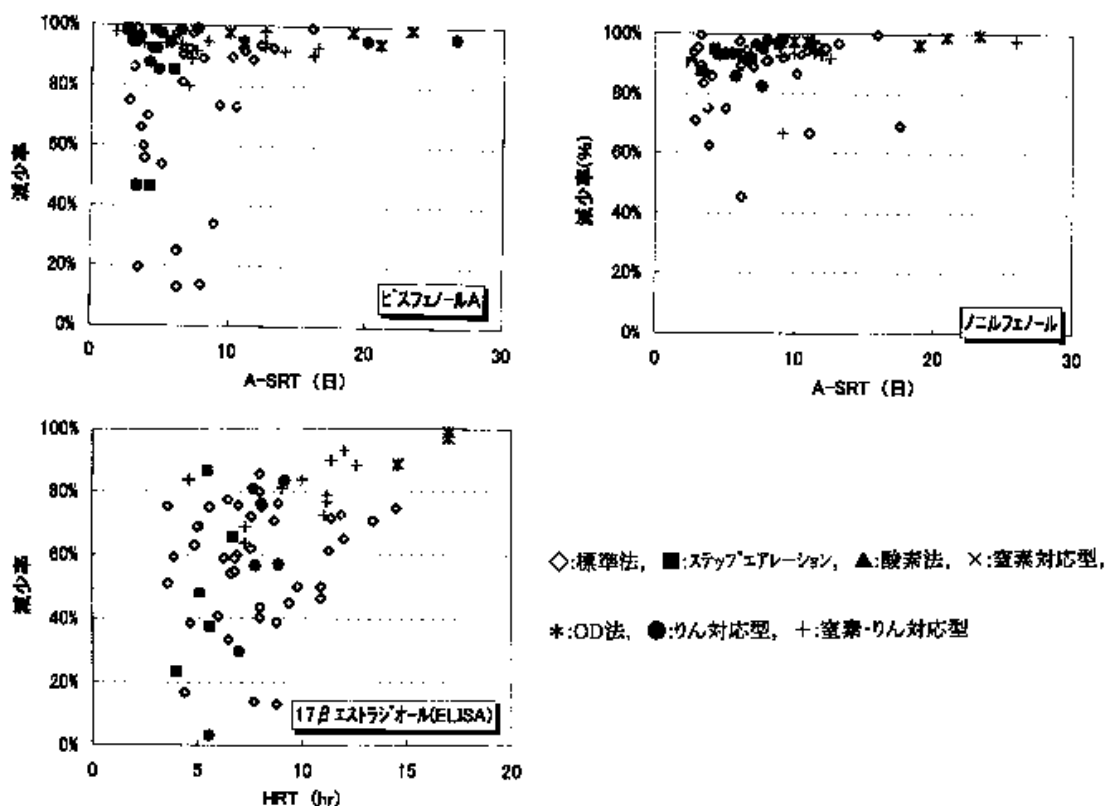 100%
80%
60%
40%
20%
0%
減少率
0
10
20
30
A-SRT (日)
ビスフェノールA
100%
80%
60%
40%
20%
0%
減少率(%)
0
10
20
30
A-SRT (日)
ノニルフェノール
100%
80%
60%
40%
20%
0%
減少率
0
5
10
15
20
HRT (hr)
17βエストラジオール(ELISA)
◇:標準法, ■:ステップエアレーション, ▲:酸素法, ×:窒素対応型,
*:OD法, ●:りん対応型, +:窒素・りん対応型